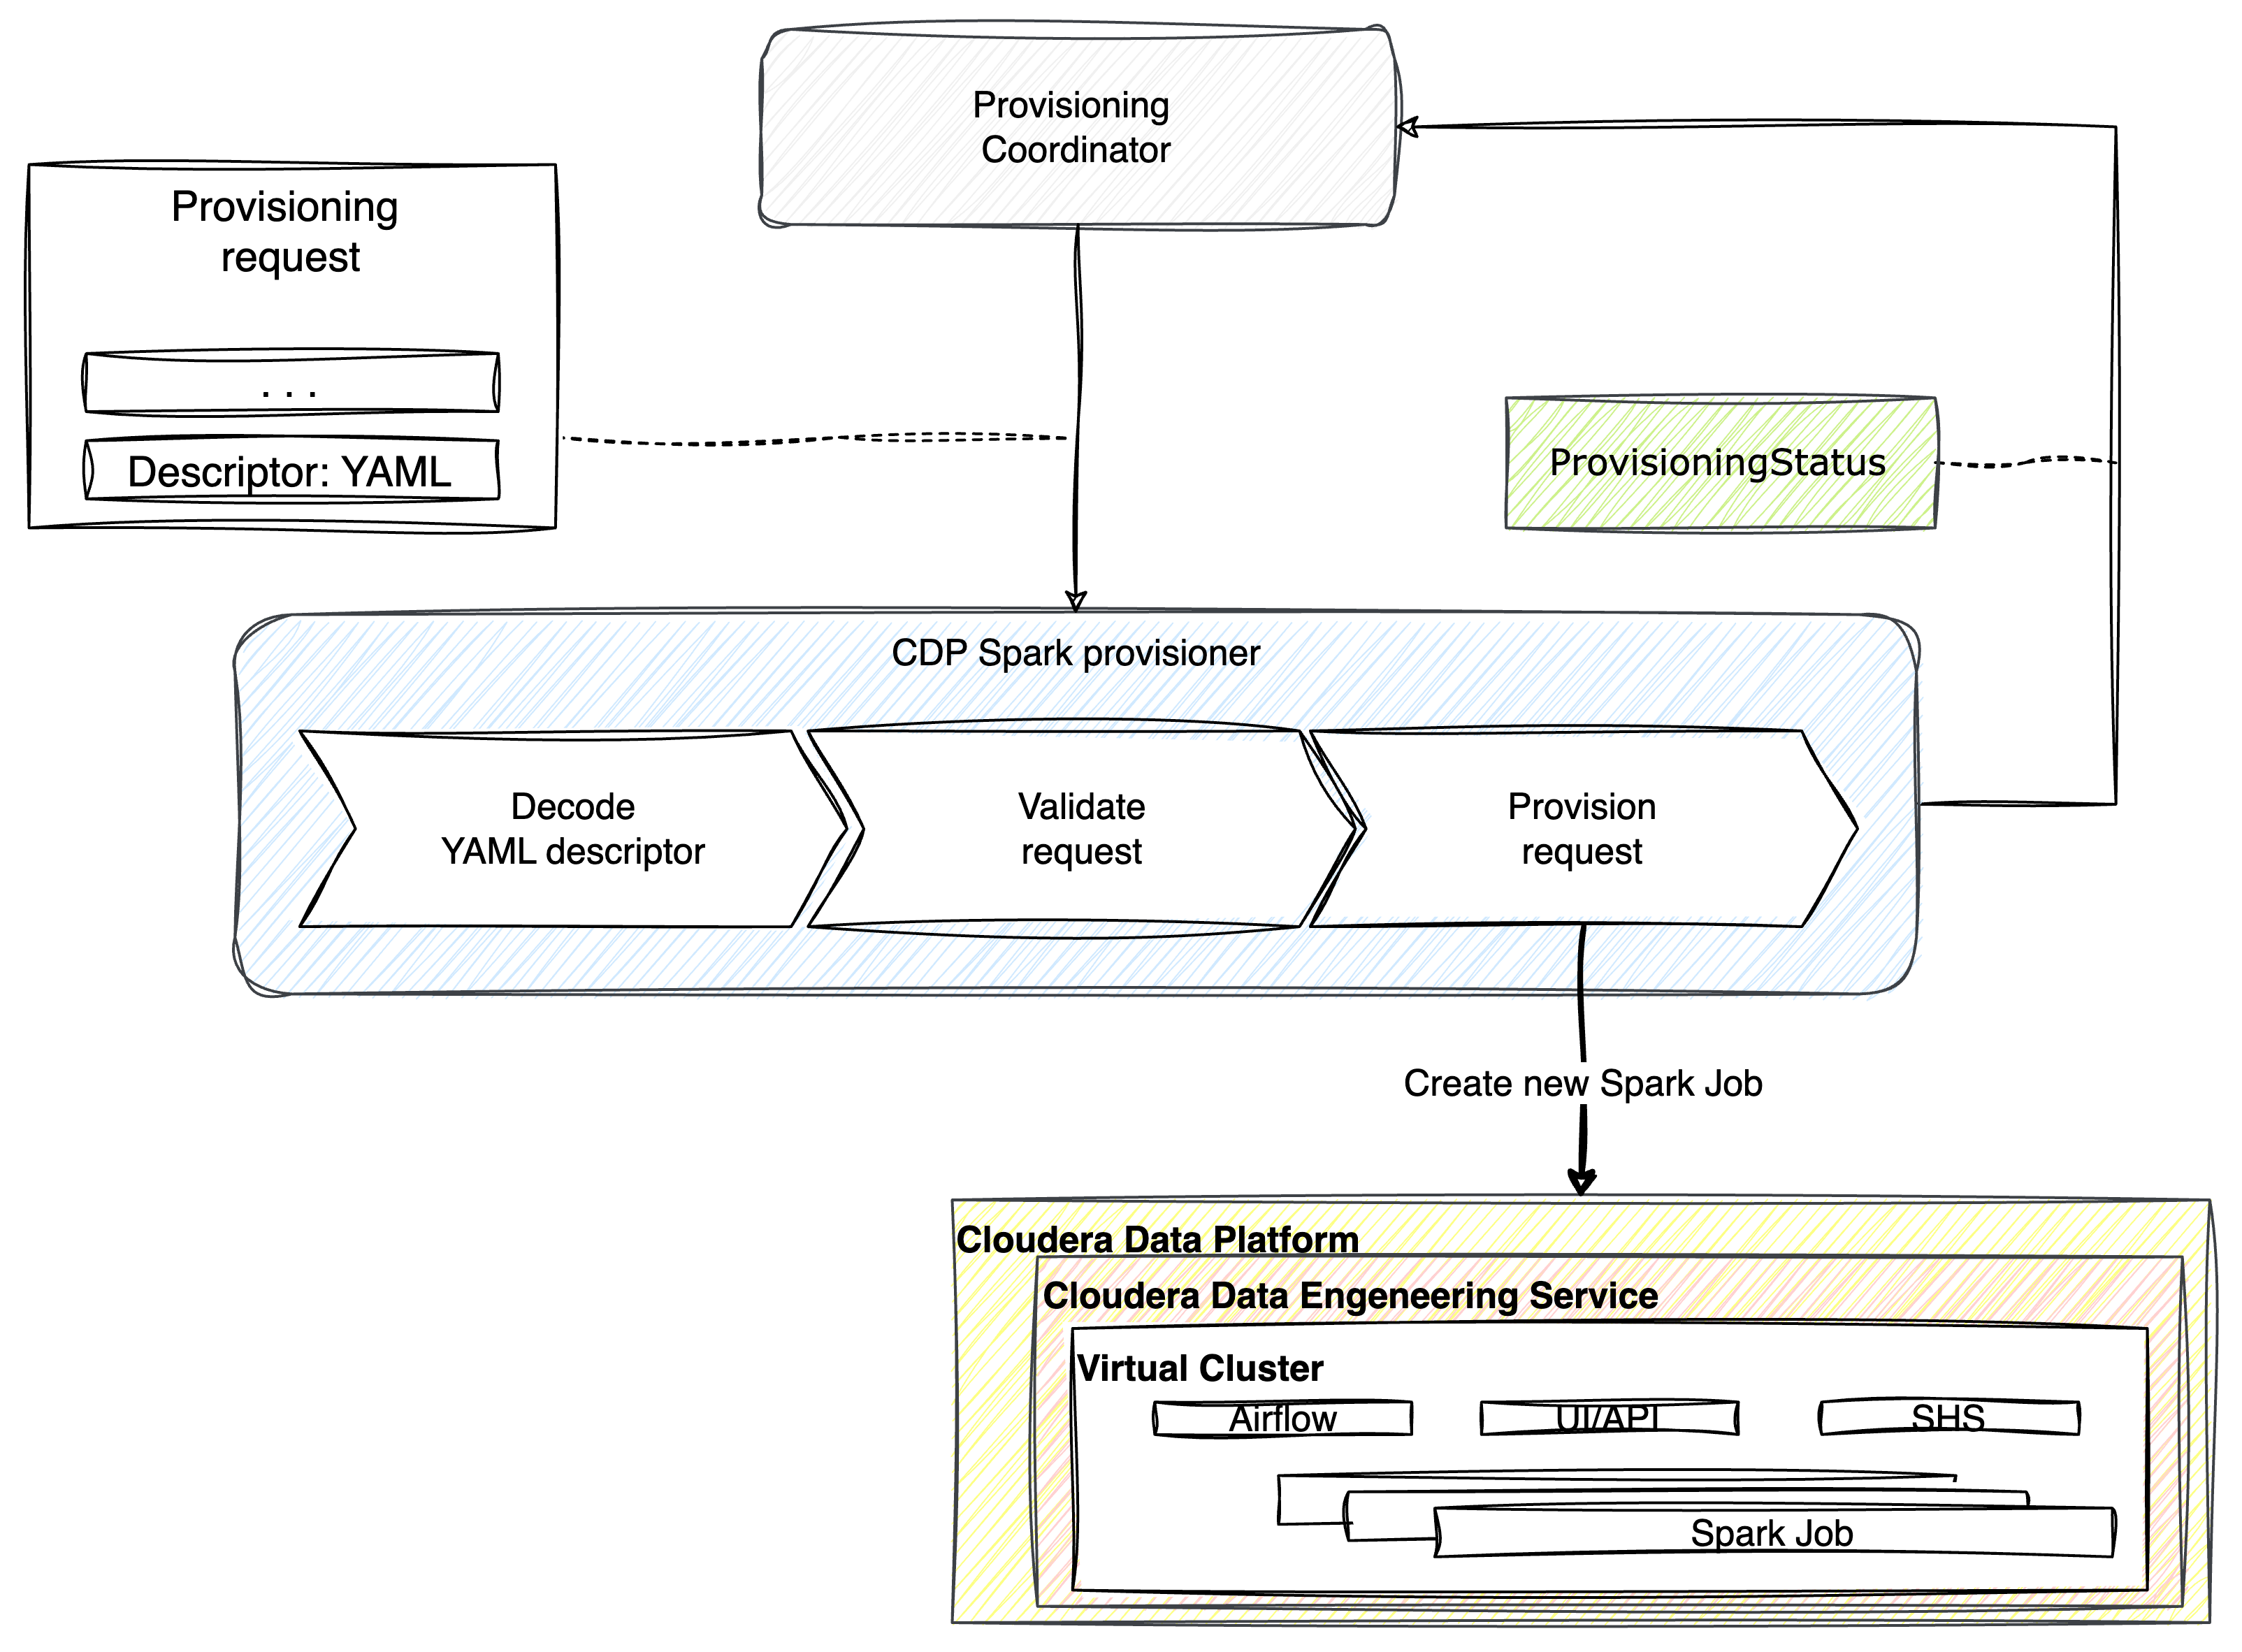 Provisioning
Coordinator
Provisioning
request
. . .
Descriptor: YAML
ProvisioningStatus
CDP Spark provisioner
Decode
YAML descriptor
Validate
request
Provision
request
Create new Spark Job
Cloudera Data Platform
Cloudera Data Engeneering Service
Virtual Cluster
Airflow
UI/API
SHS
Spark Job